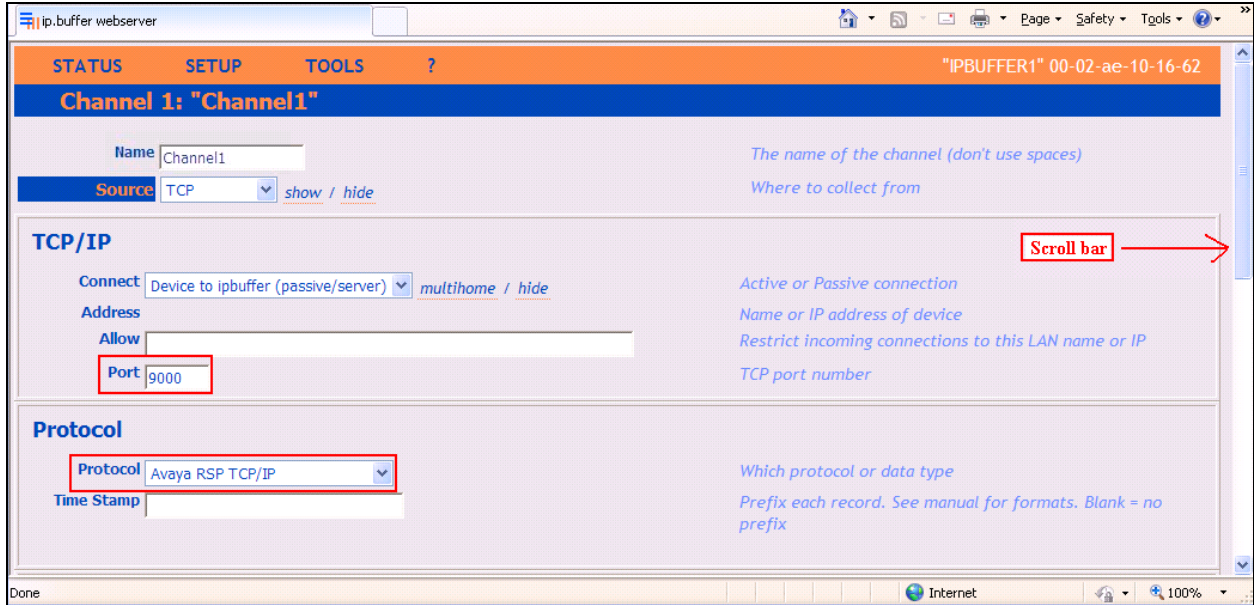 ip.buffer webserver
Page Safety Tools »
STATUS SETUP TOOLS ? "IPBUFFER1" 00-02-ae-10-16-62
Channel 1: "Channel1"
Name Channel1 The name of the channel (don't use spaces)
Source TCP show / hide Where to collect from
TCP/IP
Scroll bar
Connect Device to ipbuffer (passive/server) multihome / hide Active or Passive connection
Address Name or IP address of device
Allow Restrict incoming connections to this LAN name or IP
Port 9000 TCP port number
Protocol
Protocol Avaya RSP TCP/IP Which protocol or data type
Time Stamp Prefix each record. See manual for formats. Blank = no
prefix
Done Internet 100%